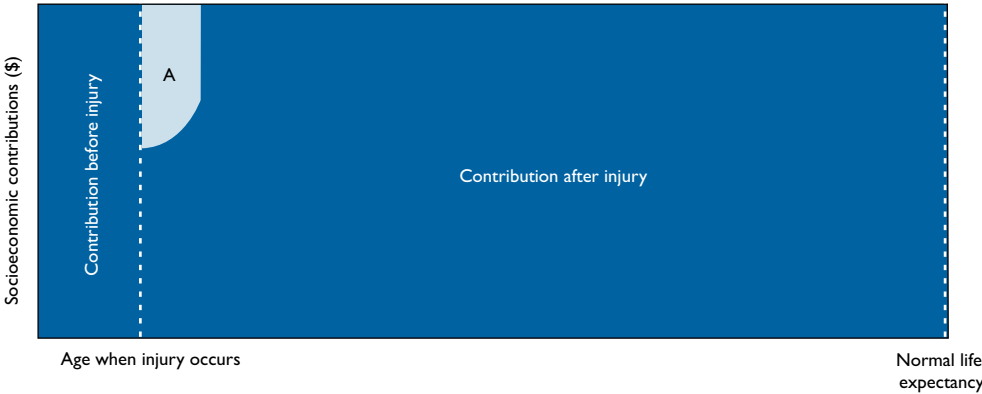 Socioeconomic contributions ($)
Contribution before injury
A
Contribution after injury
Age when injury occurs
Normal life
expectancy